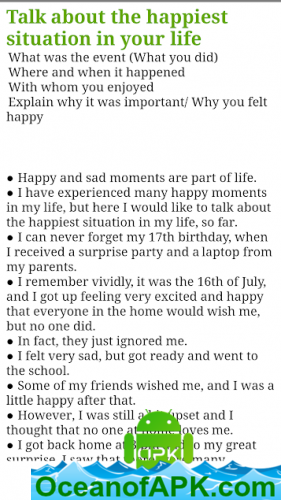 Talk about the happiest
situation in your life
What was the event (What you did)
Where and when it happened
With whom you enjoyed
Explain why it was important/ Why you felt
happy
● Happy and sad moments are part of life.
● I have experienced many happy moments
in my life, but here I would like to talk about
the happiest situation in my life, so far.
● I can never forget my 17th birthday, when
I received a surprise party and a laptop from
my parents.
● I remember vividly, it was the 16th of July,
and I got up feeling very excited and happy
that everyone in the home would wish me,
but no one did.
● In fact, they just ignored me.
● I felt very sad, but got ready and went to
the school.
● Some of my friends wished me, and I was a
little happy after that.
● However, I was still a upset and I
thought that no one at loves me.
● I got back home at to my great
surprise, I saw that many
APK
OceanofAPK.com